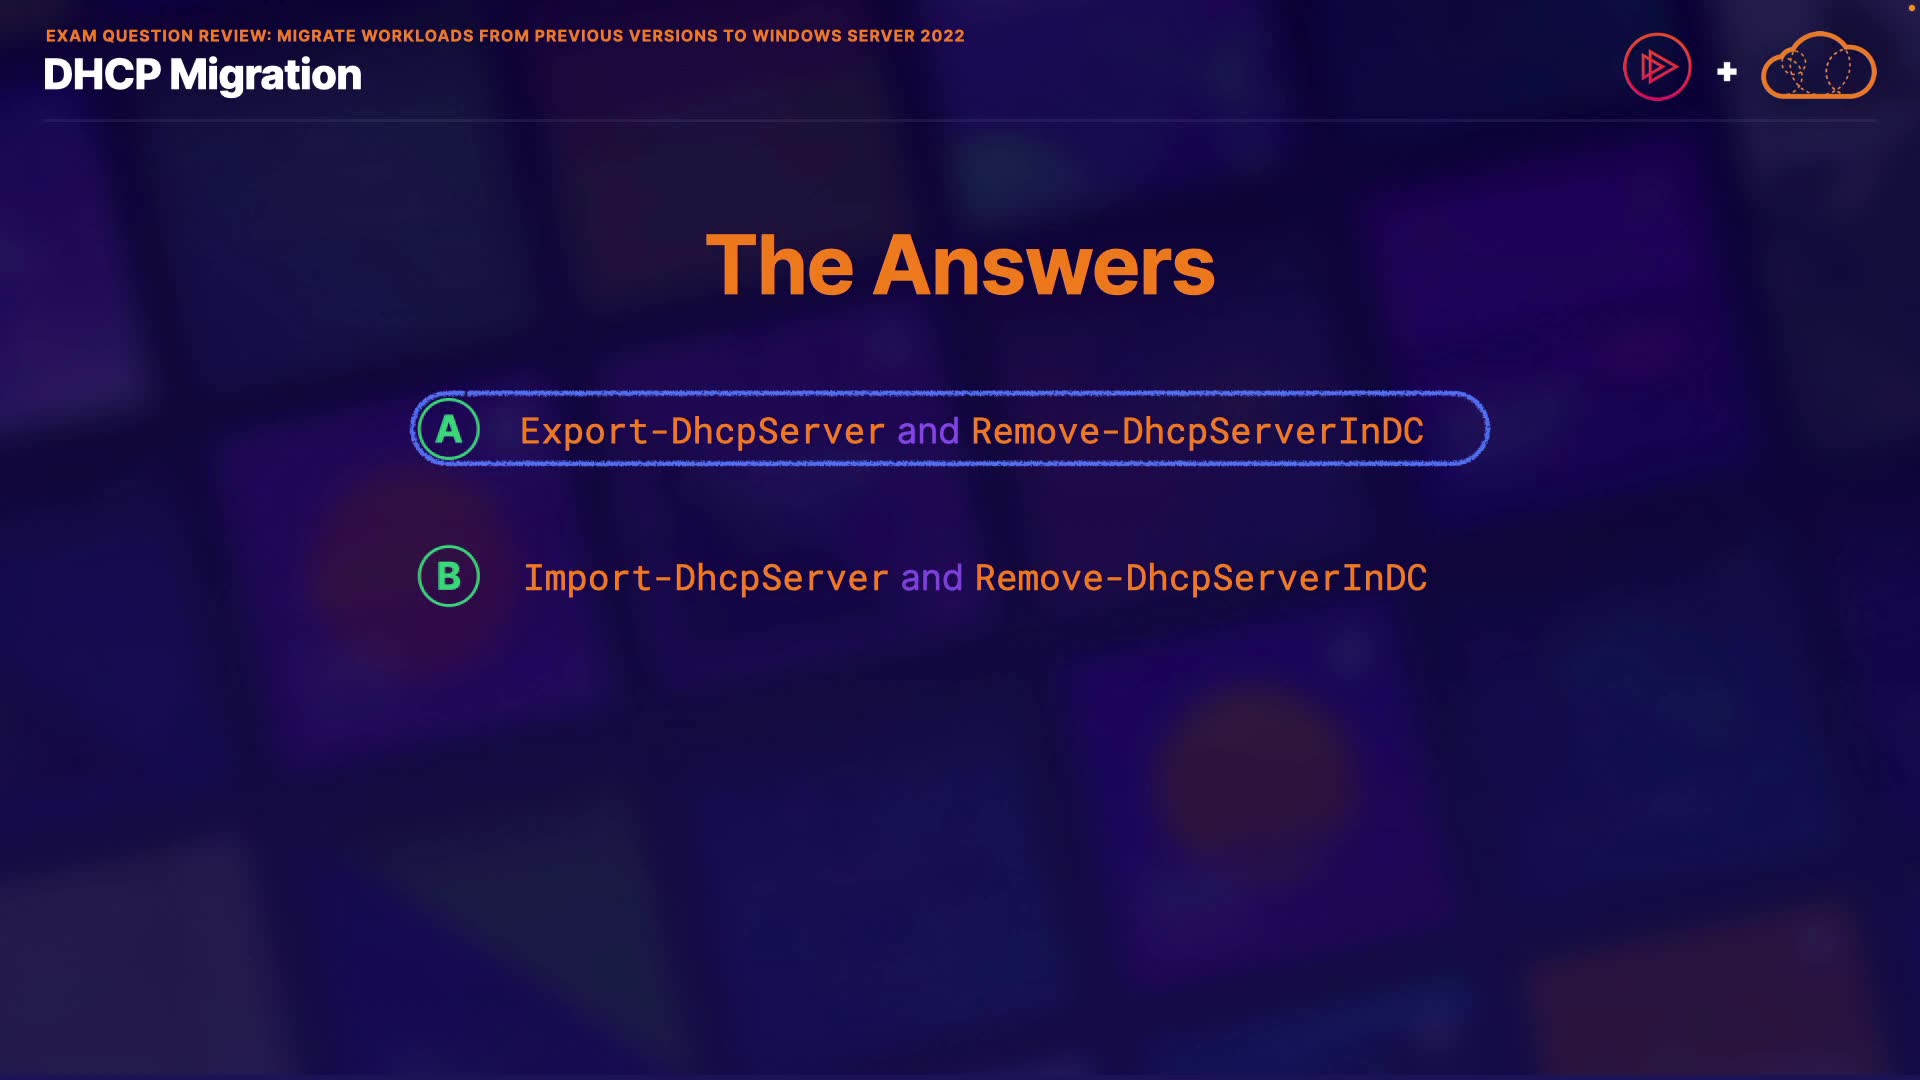 EXAM QUESTION REVIEW: MIGRATE WORKLOADS FROM PREVIOUS VERSIONS TO WINDOWS SERVER 2022
DHCP Migration
The Answers
A Export-DhcpServer and Remove-DhcpServerInDC
B Import-DhcpServer and Remove-DhcpServerInDC